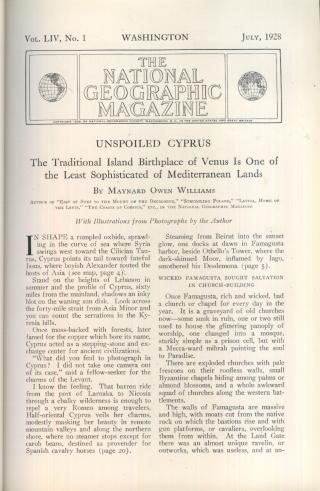 VOL. LIV, No. 1 WASHINGTON JULY, 1928
THE
NATIONAL
GEOGRAPHIC
MAGAZINE
UNSPOILED CYPRUS
The Traditional Island Birthplace of Venus Is One of
the Least Sophisticated of Mediterranean Lands
BY MAYNARD OWEN WILLIAMS
With Illustrations from Photographs by the Author
IN SHAPE a rumpled oxhide, sprawl-
ing in the curve of sea where Syria
swings west toward the Cilician Tau-
rus, Cyprus points its tail toward fateful
Issus, where boyish Alexander routed the
hosts of Asia (see map, page 4).
Stand on the heights of Lebanon in
summer and the profile of Cyprus, sixty
miles from the mainland, shadows an inky
blot on the waning sun disk. Look across
the forty-mile strait from Asia Minor and
you can count the serrations in the Ky-
renia hills.
Once moss-backed with forests, later
famed for the copper which bore its name,
Cyprus acted as a stepping-stone and ex-
change center for ancient civilizations.
"What did you find to photograph in
Cyprus? I did not take one camera out
of its case," said a fellow-seeker for the
charms of the Levant.
I know the feeling. That barren ride
from the port of Larnaka to Nicosia
through a chalky wilderness is enough to
repel a very Romeo among travelers.
Half-oriental Cyprus veils her charms,
modestly masking her beauty in remote
mountain valleys and along the northern
shore, where no steamer stops except for
carob beans, destined as provender for
Spanish cavalry horses (page 20).
Steaming from Beirut into the sunset
glow, one docks at dawn in Famagusta
harbor, beside Othello's Tower, where the
dark-skinned Moor, inflamed by Iago,
smothered his Desdemona (page 5).
WICKED FAMAGUSTA SOUGHT SALVATION
IN CHURCH-BUILDING
Once Famagusta, rich and wicked, had
a church or chapel for every day in the
year. It is a graveyard of old churches
now—some sunk in ruin, one or two still
used to house the glittering panoply of
worship, one changed into a mosque,
starkly simple as a prison cell, but with
a Mecca-ward mihrab pointing the soul
to Paradise.
There are exploded churches with pale
frescoes on their roofless walls, small
Byzantine chapels hiding among palms or
almond blossoms, and a whole awkward
squad of churches along the western bat-
tlements.
The walls of Famagusta are massive
and high, with moats cut from the native
rock on which the bastions rise and with
gun platforms, or cavaliers, overlooking
them from within. At the Land Gate
there was an almost unique ravelin, or
outworks, which was useless, and at an-